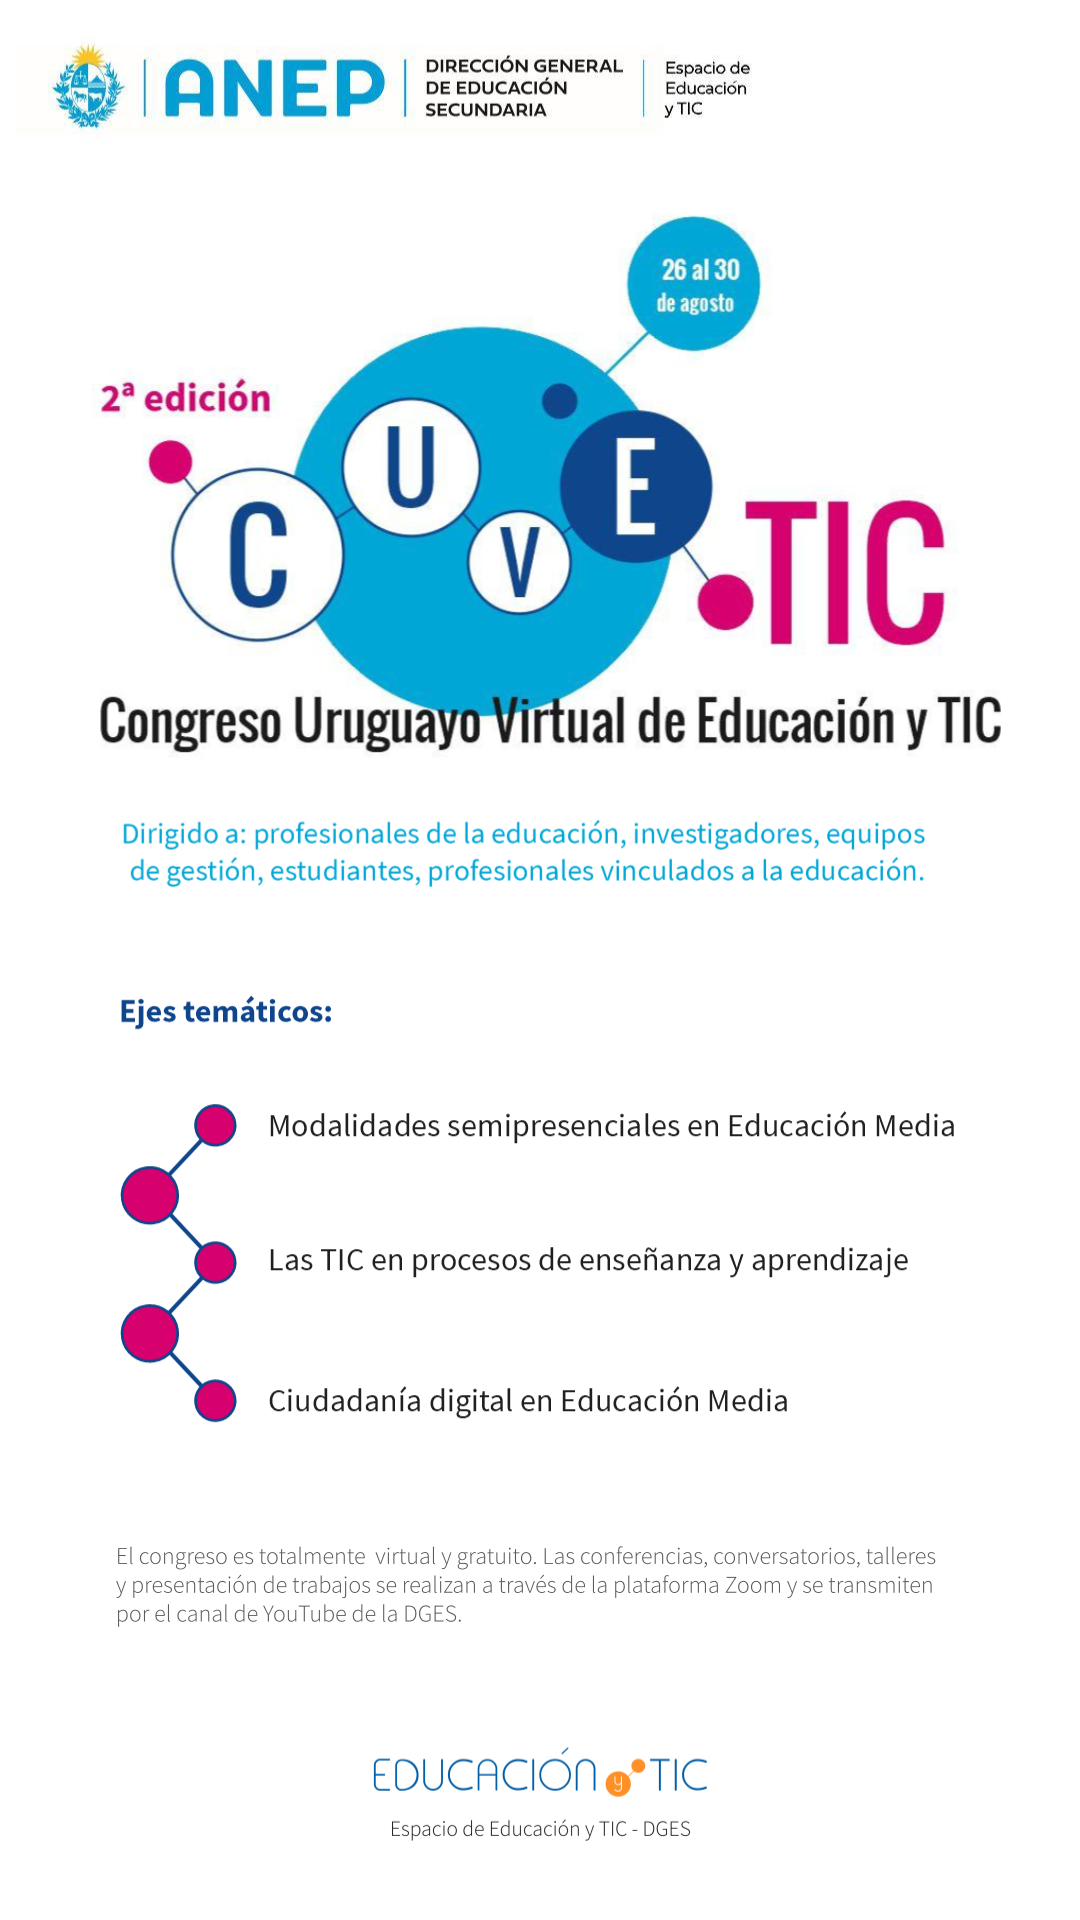 ANEP
DIRECCIÓN GENERAL
DE EDUCACIÓN
SECUNDARIA
Espacio de
Educación
y TIC
26 al 30
de agosto
2ª edición
CUVE TIC
Congreso Uruguayo Virtual de Educación y TIC
Dirigido a: profesionales de la educación, investigadores, equipos
de gestión, estudiantes, profesionales vinculados a la educación.
Ejes temáticos:
Modalidades semipresenciales en Educación Media
Las TIC en procesos de enseñanza y aprendizaje
Ciudadanía digital en Educación Media
El congreso es totalmente virtual y gratuito. Las conferencias, conversatorios, talleres
y presentación de trabajos se realizan a través de la plataforma Zoom y se transmiten
por el canal de YouTube de la DGES.
EDUCACIÓN y TIC
Espacio de Educación y TIC - DGES